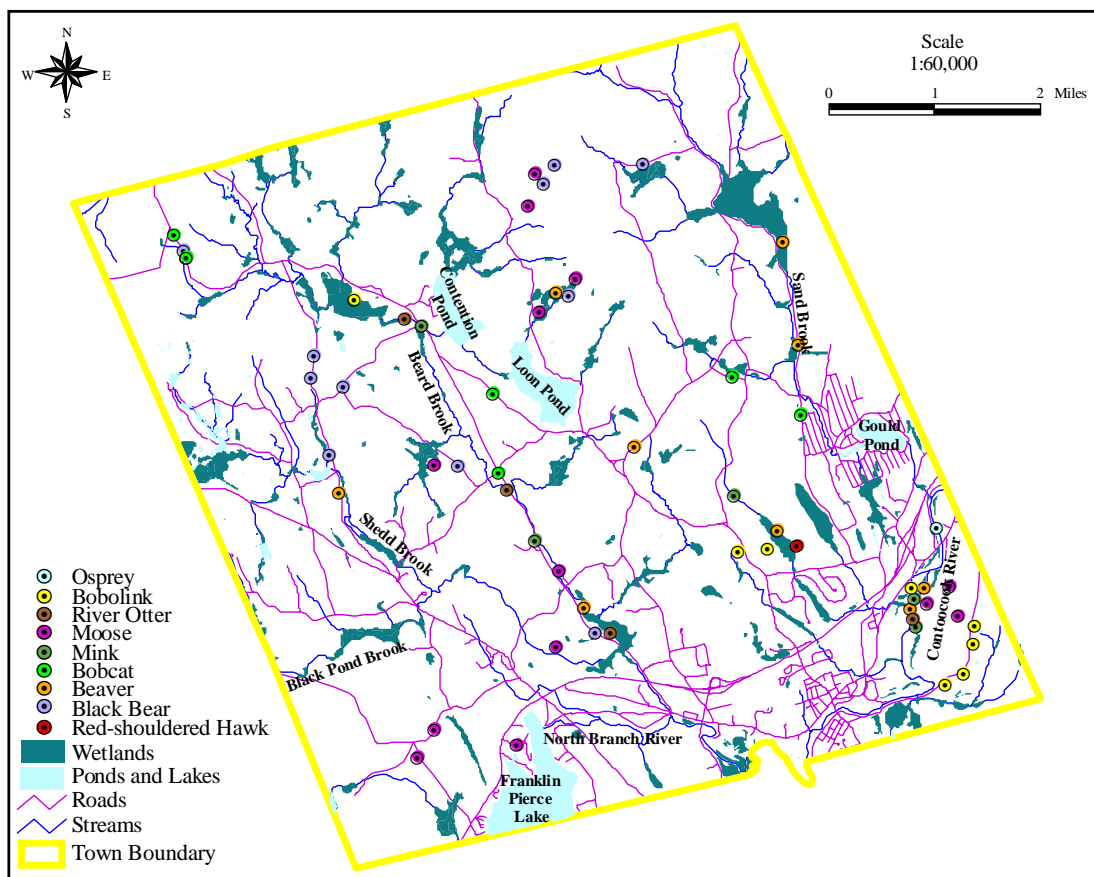 N
W E
S
Scale
1:60,000
0 1 2 Miles
Contention
Pond
Sand Brook
Beard Brook
Loon Pond
Gould
Pond
Shedd Brook
Contoocook River
Black Pond Brook
North Branch River
Franklin
Pierce
Lake
Osprey
Bobolink
River Otter
Moose
Mink
Bobcat
Beaver
Black Bear
Red-shouldered Hawk
Wetlands
Ponds and Lakes
Roads
Streams
Town Boundary